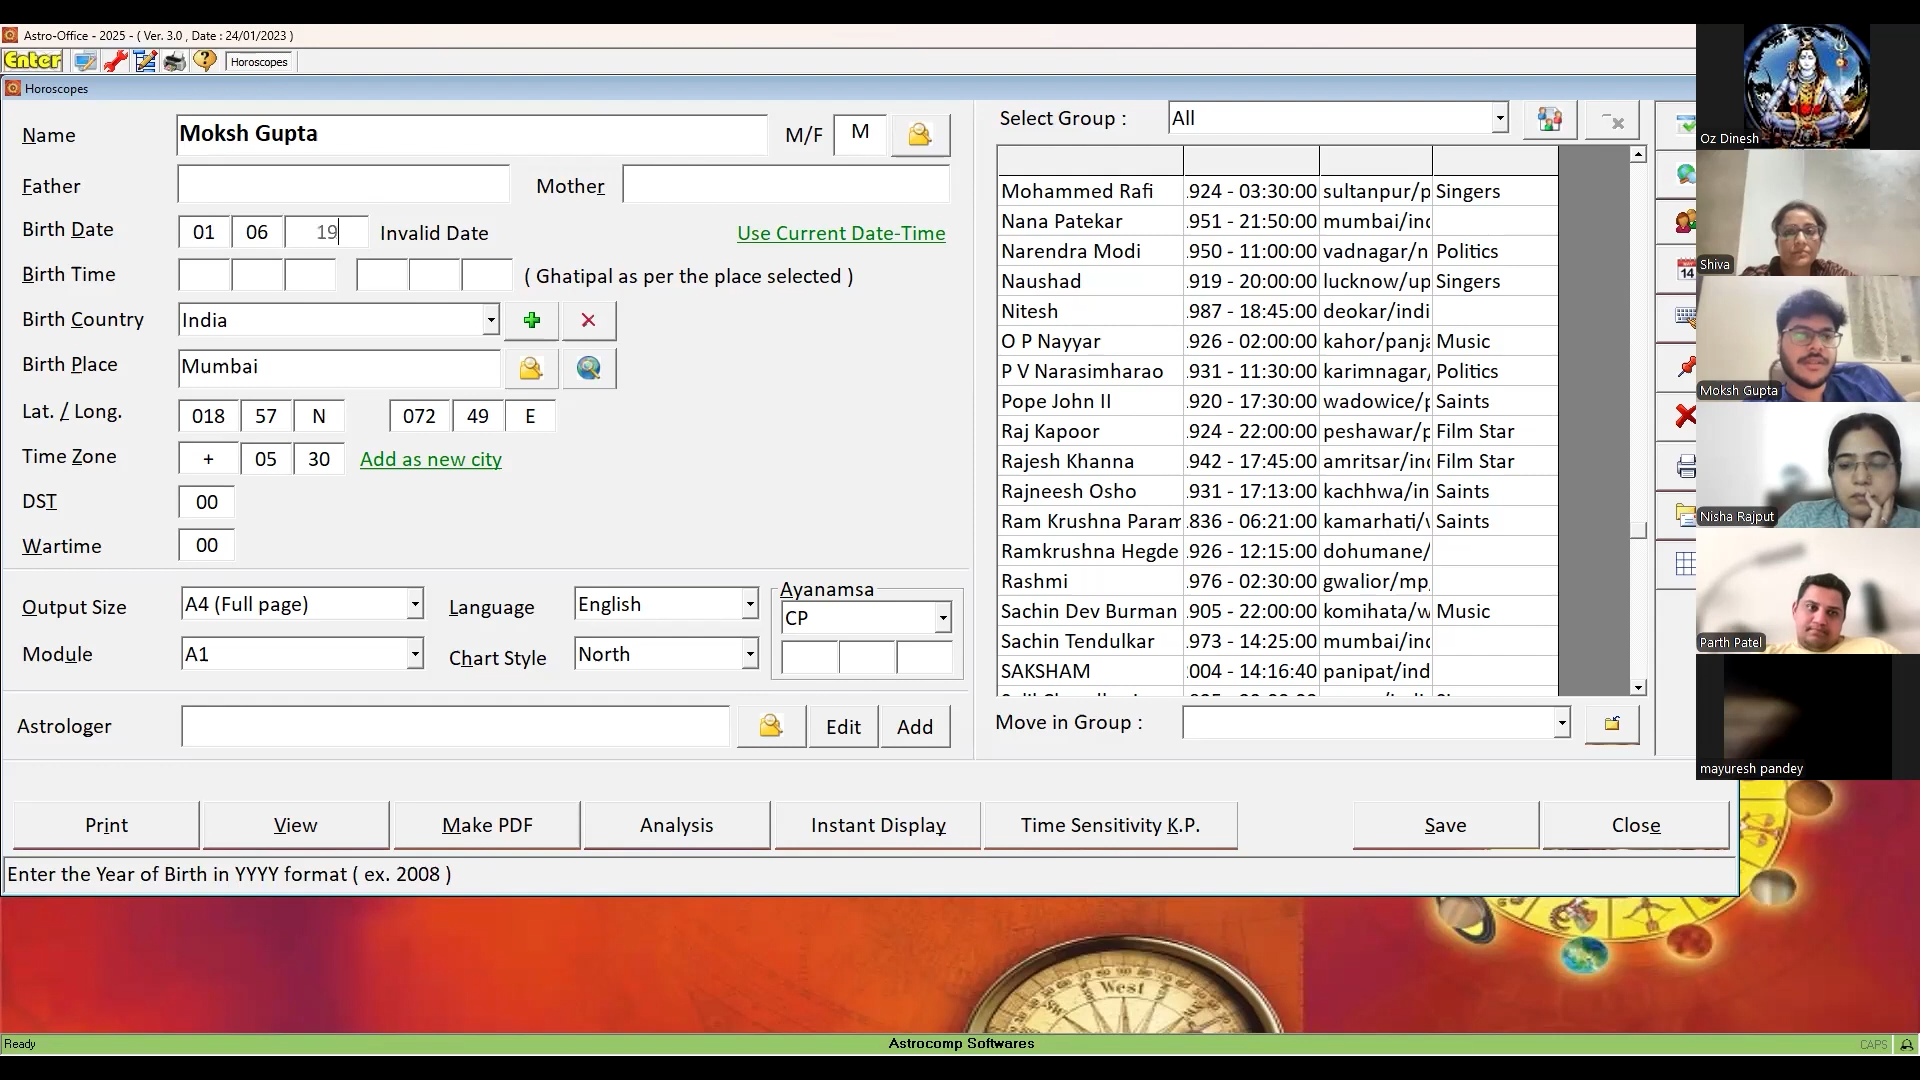 Astro-Office - 2025 - ( Ver. 3.0 , Date : 24/01/2023 )
Enter Horoscopes
Horoscopes
Name Moksh Gupta M/F M
Father Mother
Birth Date 01 06 19 Invalid Date Use Current Date-Time
Birth Time ( Ghatipal as per the place selected )
Birth Country India
Birth Place Mumbai
Lat. / Long. 018 57 N 072 49 E
Time Zone + 05 30 Add as new city
DST 00
Wartime 00
Output Size A4 (Full page) Language English Ayanamsa CP
Module A1 Chart Style North
Astrologer Edit Add
Select Group : All
Mohammed Rafi .924 - 03:30:00 sultanpur/p Singers
Nana Patekar .951 - 21:50:00 mumbai/inc
Narendra Modi .950 - 11:00:00 vadnagar/n Politics
Naushad .919 - 20:00:00 lucknow/up Singers
Nitesh .987 - 18:45:00 deokar/indi
O P Nayyar .926 - 02:00:00 kahor/panja Music
P V Narasimharao .931 - 11:30:00 karimnagar, Politics
Pope John II .920 - 17:30:00 wadowice/p Saints
Raj Kapoor .924 - 22:00:00 peshawar/p Film Star
Rajesh Khanna .942 - 17:45:00 amritsar/inc Film Star
Rajneesh Osho .931 - 17:13:00 kachhwa/in Saints
Ram Krushna Param .836 - 06:21:00 kamarhati/v Saints
Ramkrushna Hegde .926 - 12:15:00 dohumane/
Rashmi .976 - 02:30:00 gwalior/mp,
Sachin Dev Burman .905 - 22:00:00 komihata/w Music
Sachin Tendulkar .973 - 14:25:00 mumbai/inc
SAKSHAM 004 - 14:16:40 panipat/ind
Move in Group :
14
Print View Make PDF Analysis Instant Display Time Sensitivity K.P. Save Close
Enter the Year of Birth in YYYY format ( ex. 2008 )
Oz Dinesh
Shiva
Moksh Gupta
Nisha Rajput
Parth Patel
mayuresh pandey
West
Ready Astrocomp Softwares CAPS